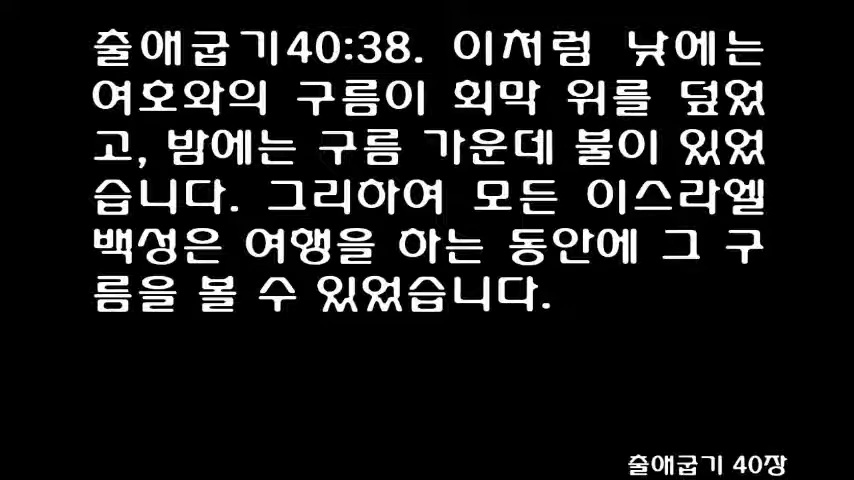 출애굽기40:38. 이처럼 낮에는
여호와의 구름이 회막 위를 덮었
고, 밤에는 구름 가운데 불이 있었
습니다. 그리하여 모든 이스라엘
백성은 여행을 하는 동안에 그 구
름을 볼 수 있었습니다.
출애굽기 40장